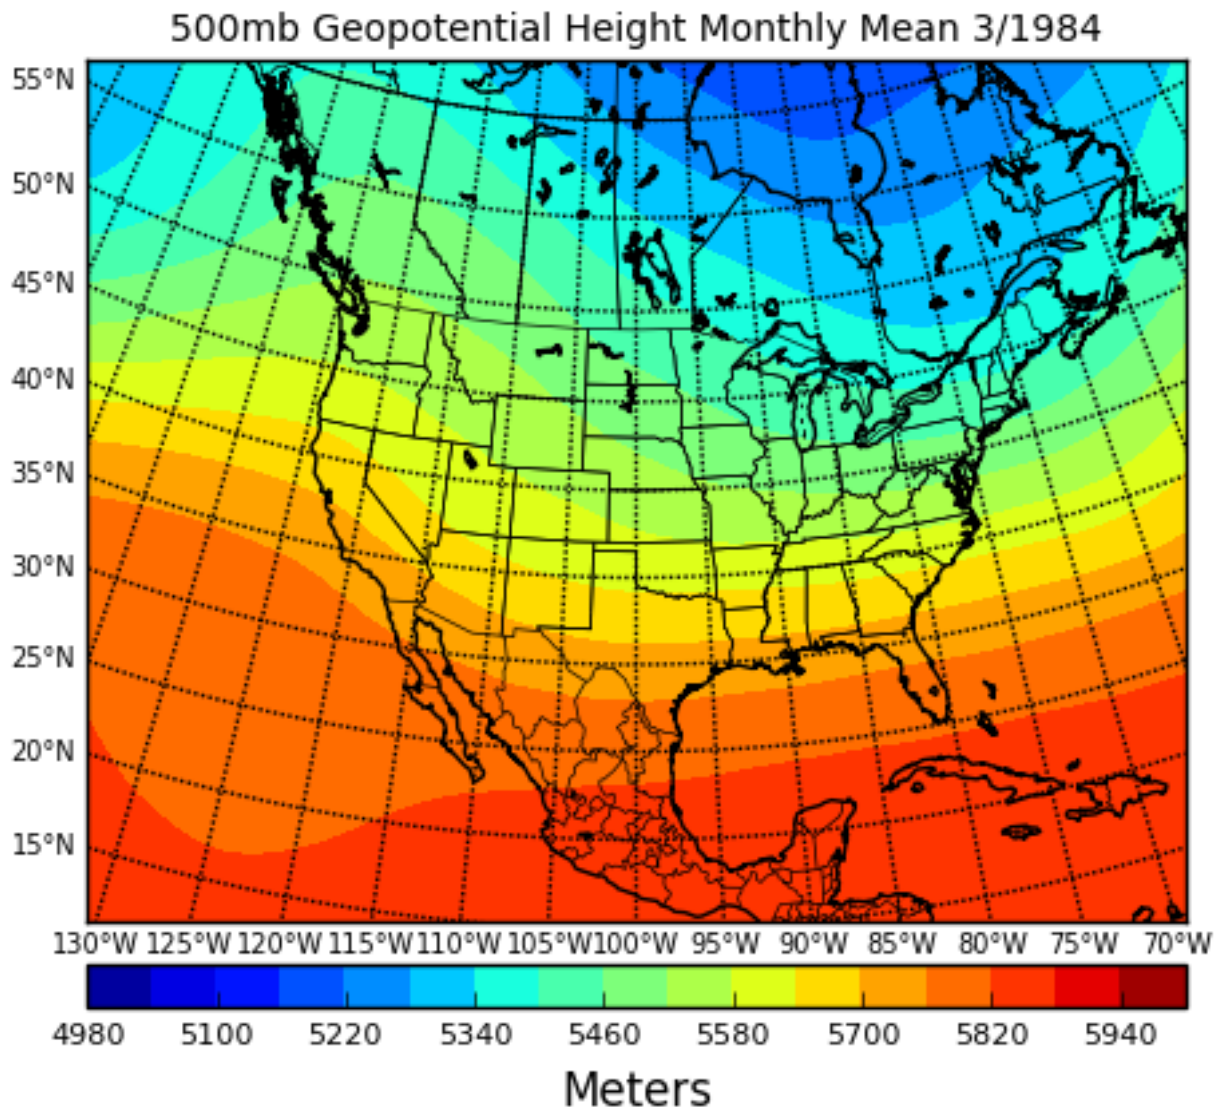 500mb Geopotential Height Monthly Mean 3/1984
55°N
50°N
45°N
40°N
35°N
30°N
25°N
20°N
15°N
130°W 125°W 120°W 115°W 110°W 105°W 100°W 95°W 90°W 85°W 80°W 75°W 70°W
4980 5100 5220 5340 5460 5580 5700 5820 5940
Meters